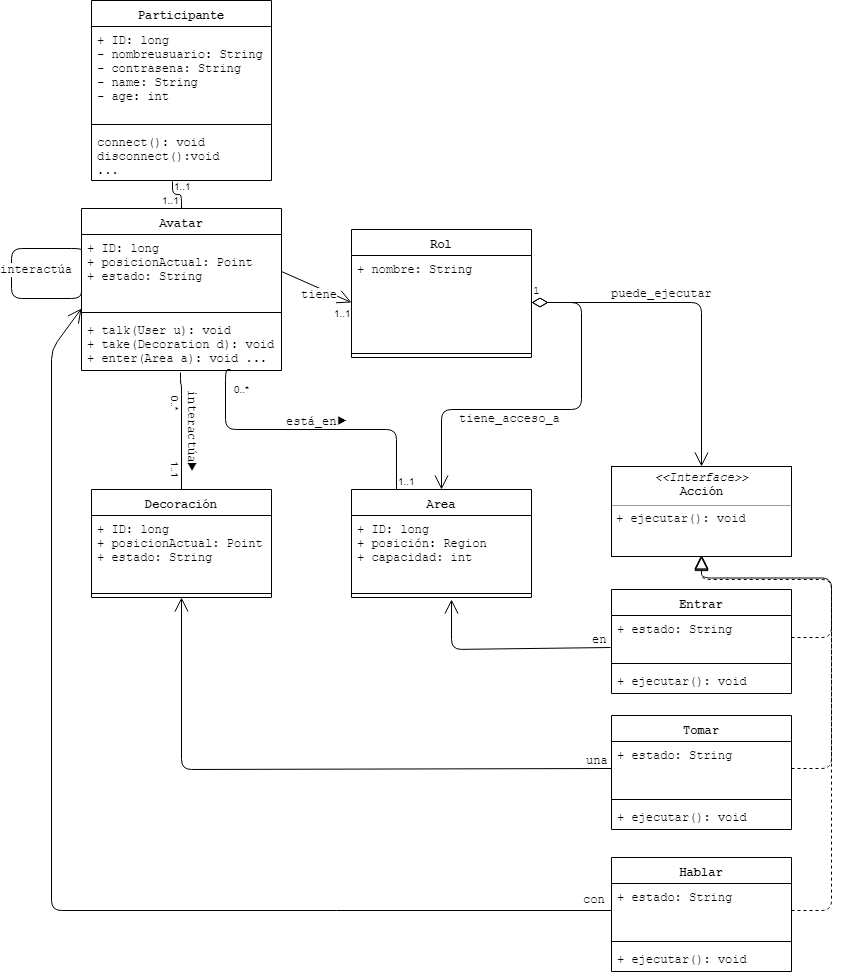 Participante
+ ID: long
- nombreusuario: String
- contrasena: String
- name: String
- age: int
connect(): void
disconnect():void
...
1..1
1..1
Avatar
+ ID: long
+ posicionActual: Point
+ estado: String
+ talk(User u): void
+ take(Decoration d): void
+ enter(Area a): void ...
interactúa
tiene
1..1
Rol
+ nombre: String
1
puede_ejecutar
tiene_acceso_a
0..*
interactúa
1..1
0..*
está_en
1..1
Decoración
+ ID: long
+ posicionActual: Point
+ estado: String
Area
+ ID: long
+ posición: Region
+ capacidad: int
<<Interface>>
Acción
+ ejecutar(): void
Entrar
+ estado: String
+ ejecutar(): void
en
Tomar
+ estado: String
+ ejecutar(): void
una
Hablar
+ estado: String
+ ejecutar(): void
con